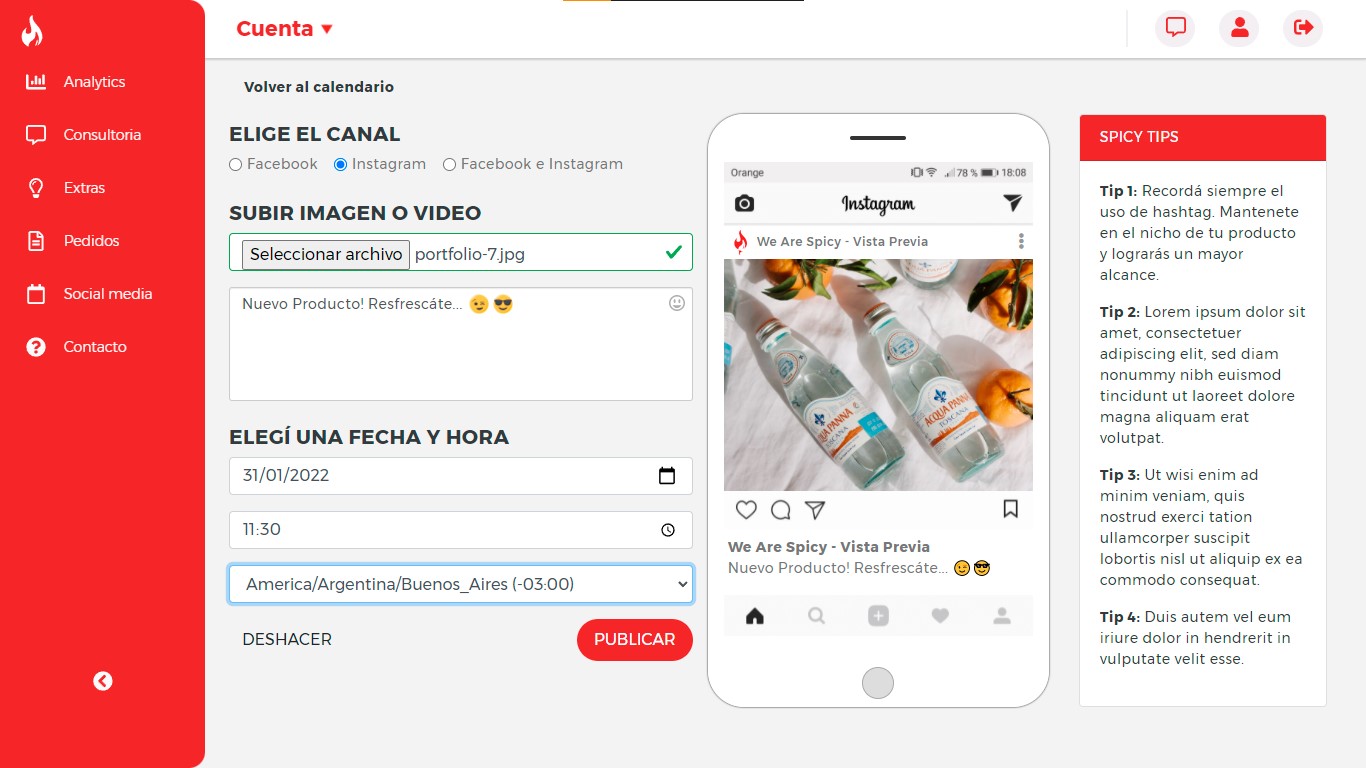 Cuenta
Analytics
Consultoria
Extras
Pedidos
Social media
Contacto
Volver al calendario
ELIGE EL CANAL
Facebook
Instagram
Facebook e Instagram
SUBIR IMAGEN O VIDEO
Seleccionar archivo portfolio-7.jpg
Nuevo Producto! Resfrescáte... 😉😎
ELEGÍ UNA FECHA Y HORA
31/01/2022
11:30
America/Argentina/Buenos_Aires (-03:00)
DESHACER
PUBLICAR
Orange
78 %
18:08
Instagram
We Are Spicy - Vista Previa
ACQUA PANNA
TOSCANA
ACQUA PANNA
TOSCANA
We Are Spicy - Vista Previa
Nuevo Producto! Resfrescáte... 😉😎
SPICY TIPS
Tip 1: Recordá siempre el
uso de hashtag. Mantenete
en el nicho de tu producto
y lograrás un mayor
alcance.
Tip 2: Lorem ipsum dolor sit
amet, consectetuer
adipiscing elit, sed diam
nonummy nibh euismod
tincidunt ut laoreet dolore
magna aliquam erat
volutpat.
Tip 3: Ut wisi enim ad
minim veniam, quis
nostrud exerci tation
ullamcorper suscipit
lobortis nisl ut aliquip ex ea
commodo consequat.
Tip 4: Duis autem vel eum
iriure dolor in hendrerit in
vulputate velit esse.